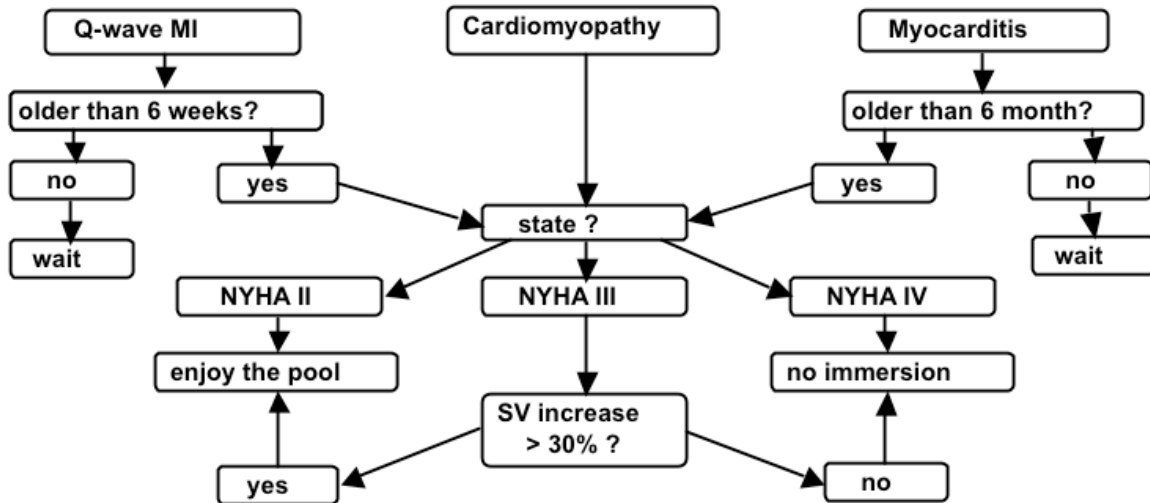 Q-wave MI
Cardiomyopathy
Myocarditis
older than 6 weeks?
older than 6 month?
no
yes
yes
no
state ?
wait
wait
NYHA II
NYHA III
NYHA IV
enjoy the pool
no immersion
SV increase
> 30% ?
yes
no